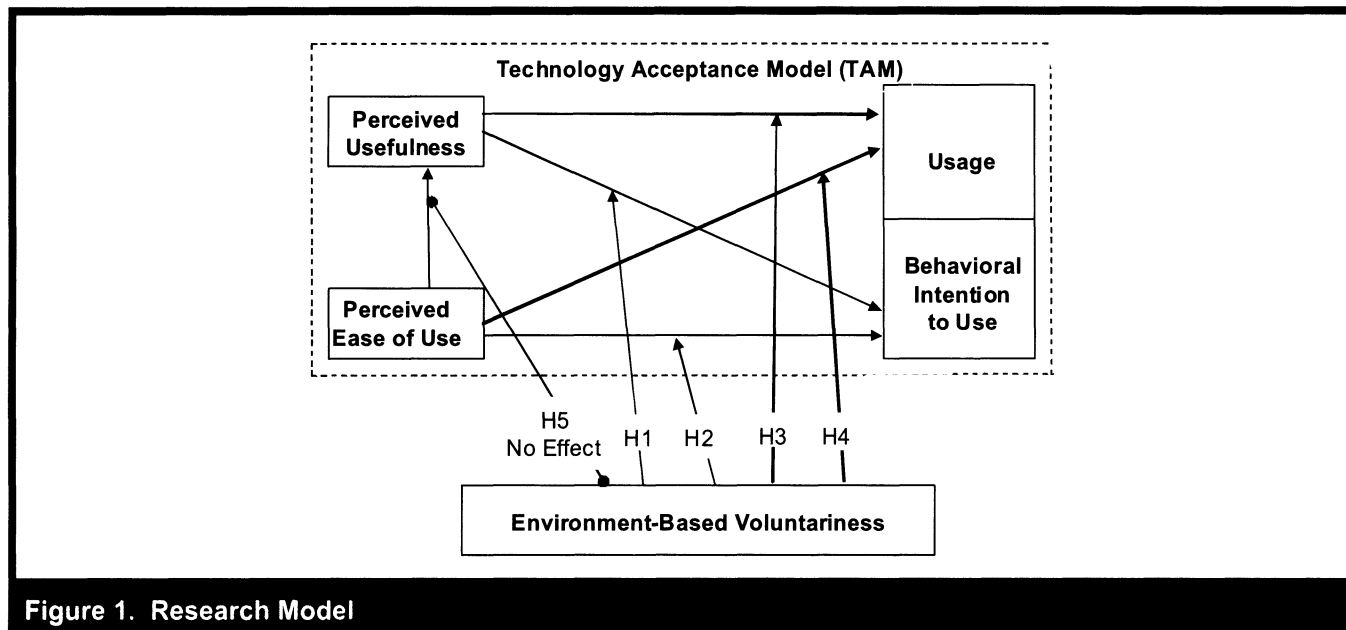 Technology Acceptance Model (TAM)
Perceived
Usefulness
Usage
Perceived
Ease of Use
Behavioral
Intention
to Use
H5
No Effect
H1
H2
H3
H4
Environment-Based Voluntariness
Figure 1. Research Model